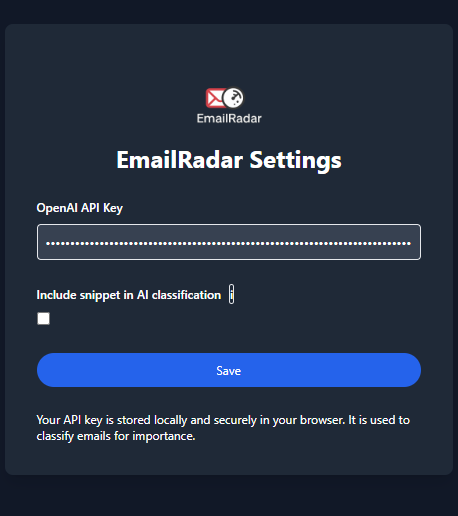 EmailRadar
EmailRadar Settings
OpenAI API Key
Include snippet in AI classification i
Save
Your API key is stored locally and securely in your browser. It is used to
classify emails for importance.